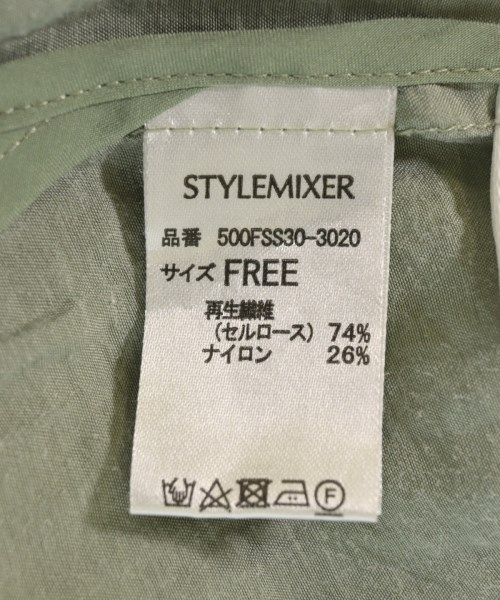 STYLEMIXER
品番 500FSS30-3020
サイズ FREE
再生繊維
(セルロース) 74%
ナイロン 26%
F